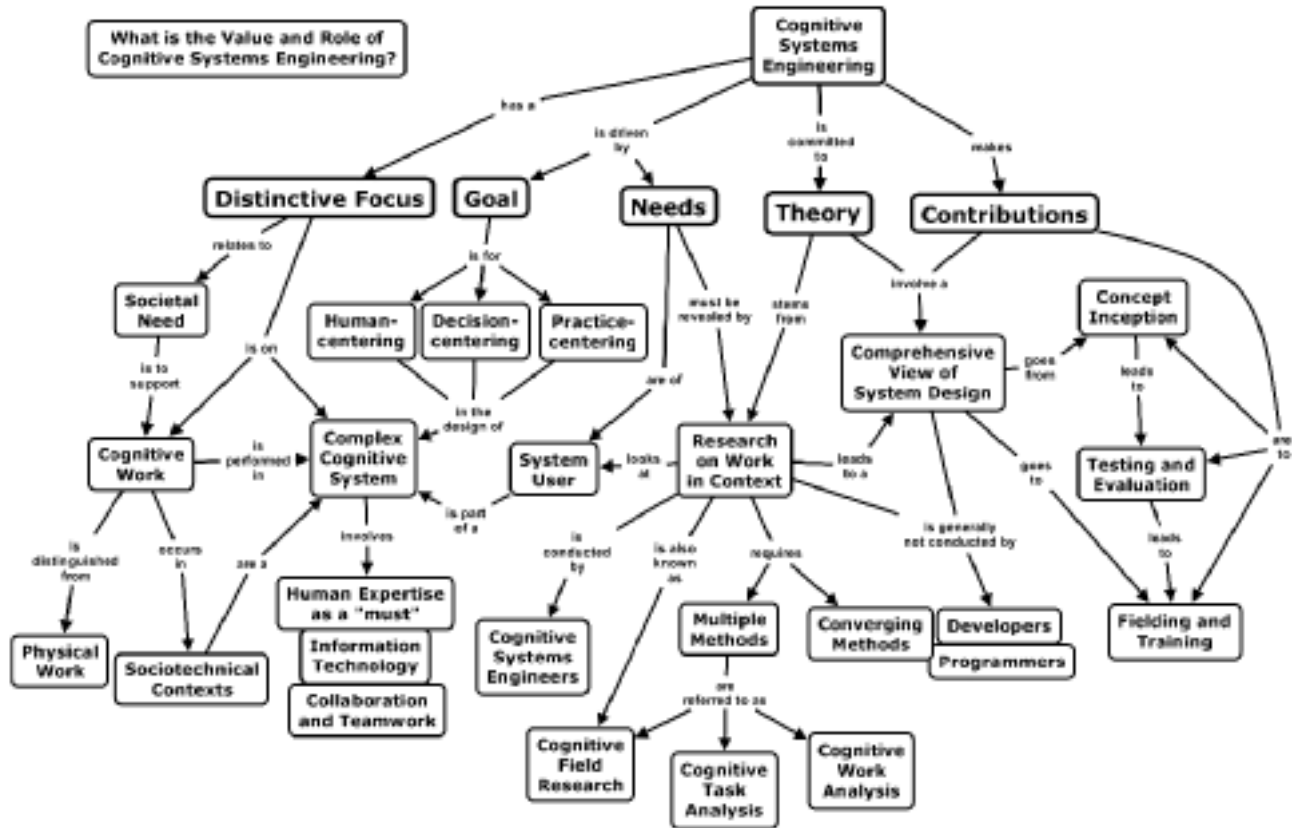 What is the Value and Role of
Cognitive Systems Engineering?
Cognitive
Systems
Engineering
has a
is driven
by
is
committed
to
makes
Distinctive Focus
Goal
Needs
Theory
Contributions
relates to
is for
must be
revealed by
stems
from
involve a
Societal
Need
Human-
centering
Decision-
centering
Practice-
centering
Concept
Inception
Comprehensive
View of
System Design
goes
from
is on
is to
support
are of
leads
to
in the
design of
Cognitive
Work
is
performed
in
Complex
Cognitive
System
System
User
looks
at
Research
on Work
in Context
leads
to a
goes
to
Testing and
Evaluation
are
to
is part
of a
is
distinguished
from
occurs
in
are a
involves
is
conducted
by
is also
known
as
requires
is generally
not conducted by
leads
to
Human Expertise
as a "must"
Information
Technology
Collaboration
and Teamwork
Physical
Work
Sociotechnical
Contexts
Cognitive
Systems
Engineers
Multiple
Methods
Converging
Methods
Developers
Programmers
Fielding and
Training
are
referred to as
Cognitive
Field
Research
Cognitive
Task
Analysis
Cognitive
Work
Analysis